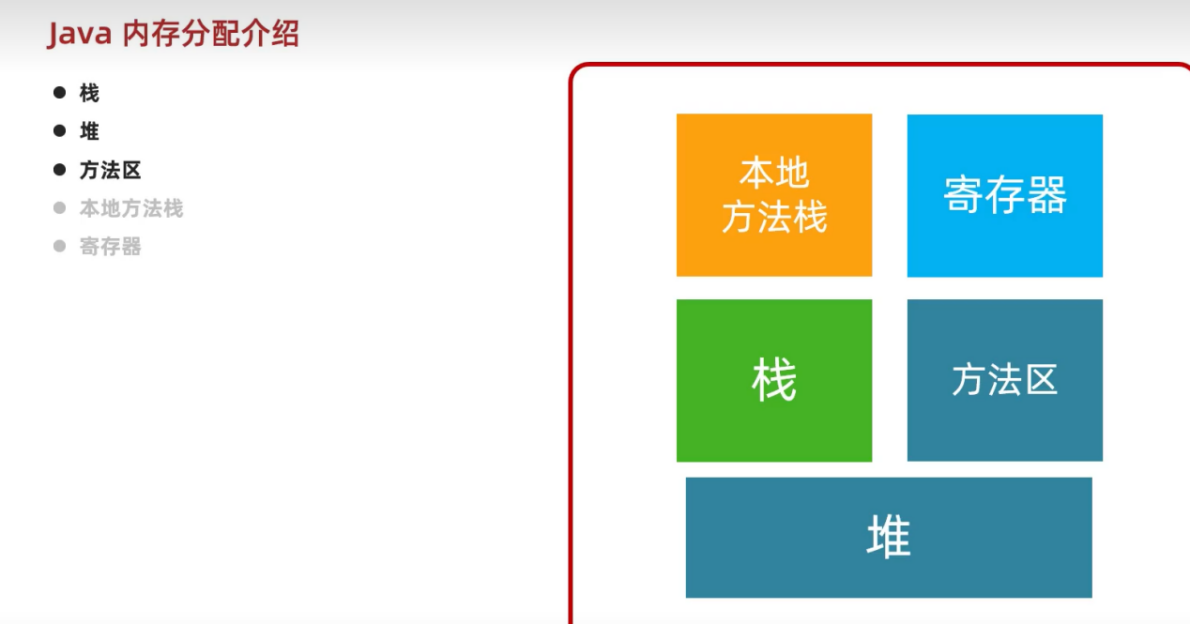 Java 内存分配介绍
● 栈
● 堆
● 方法区
● 本地方法栈
● 寄存器
本地
方法栈
寄存器
栈
方法区
堆